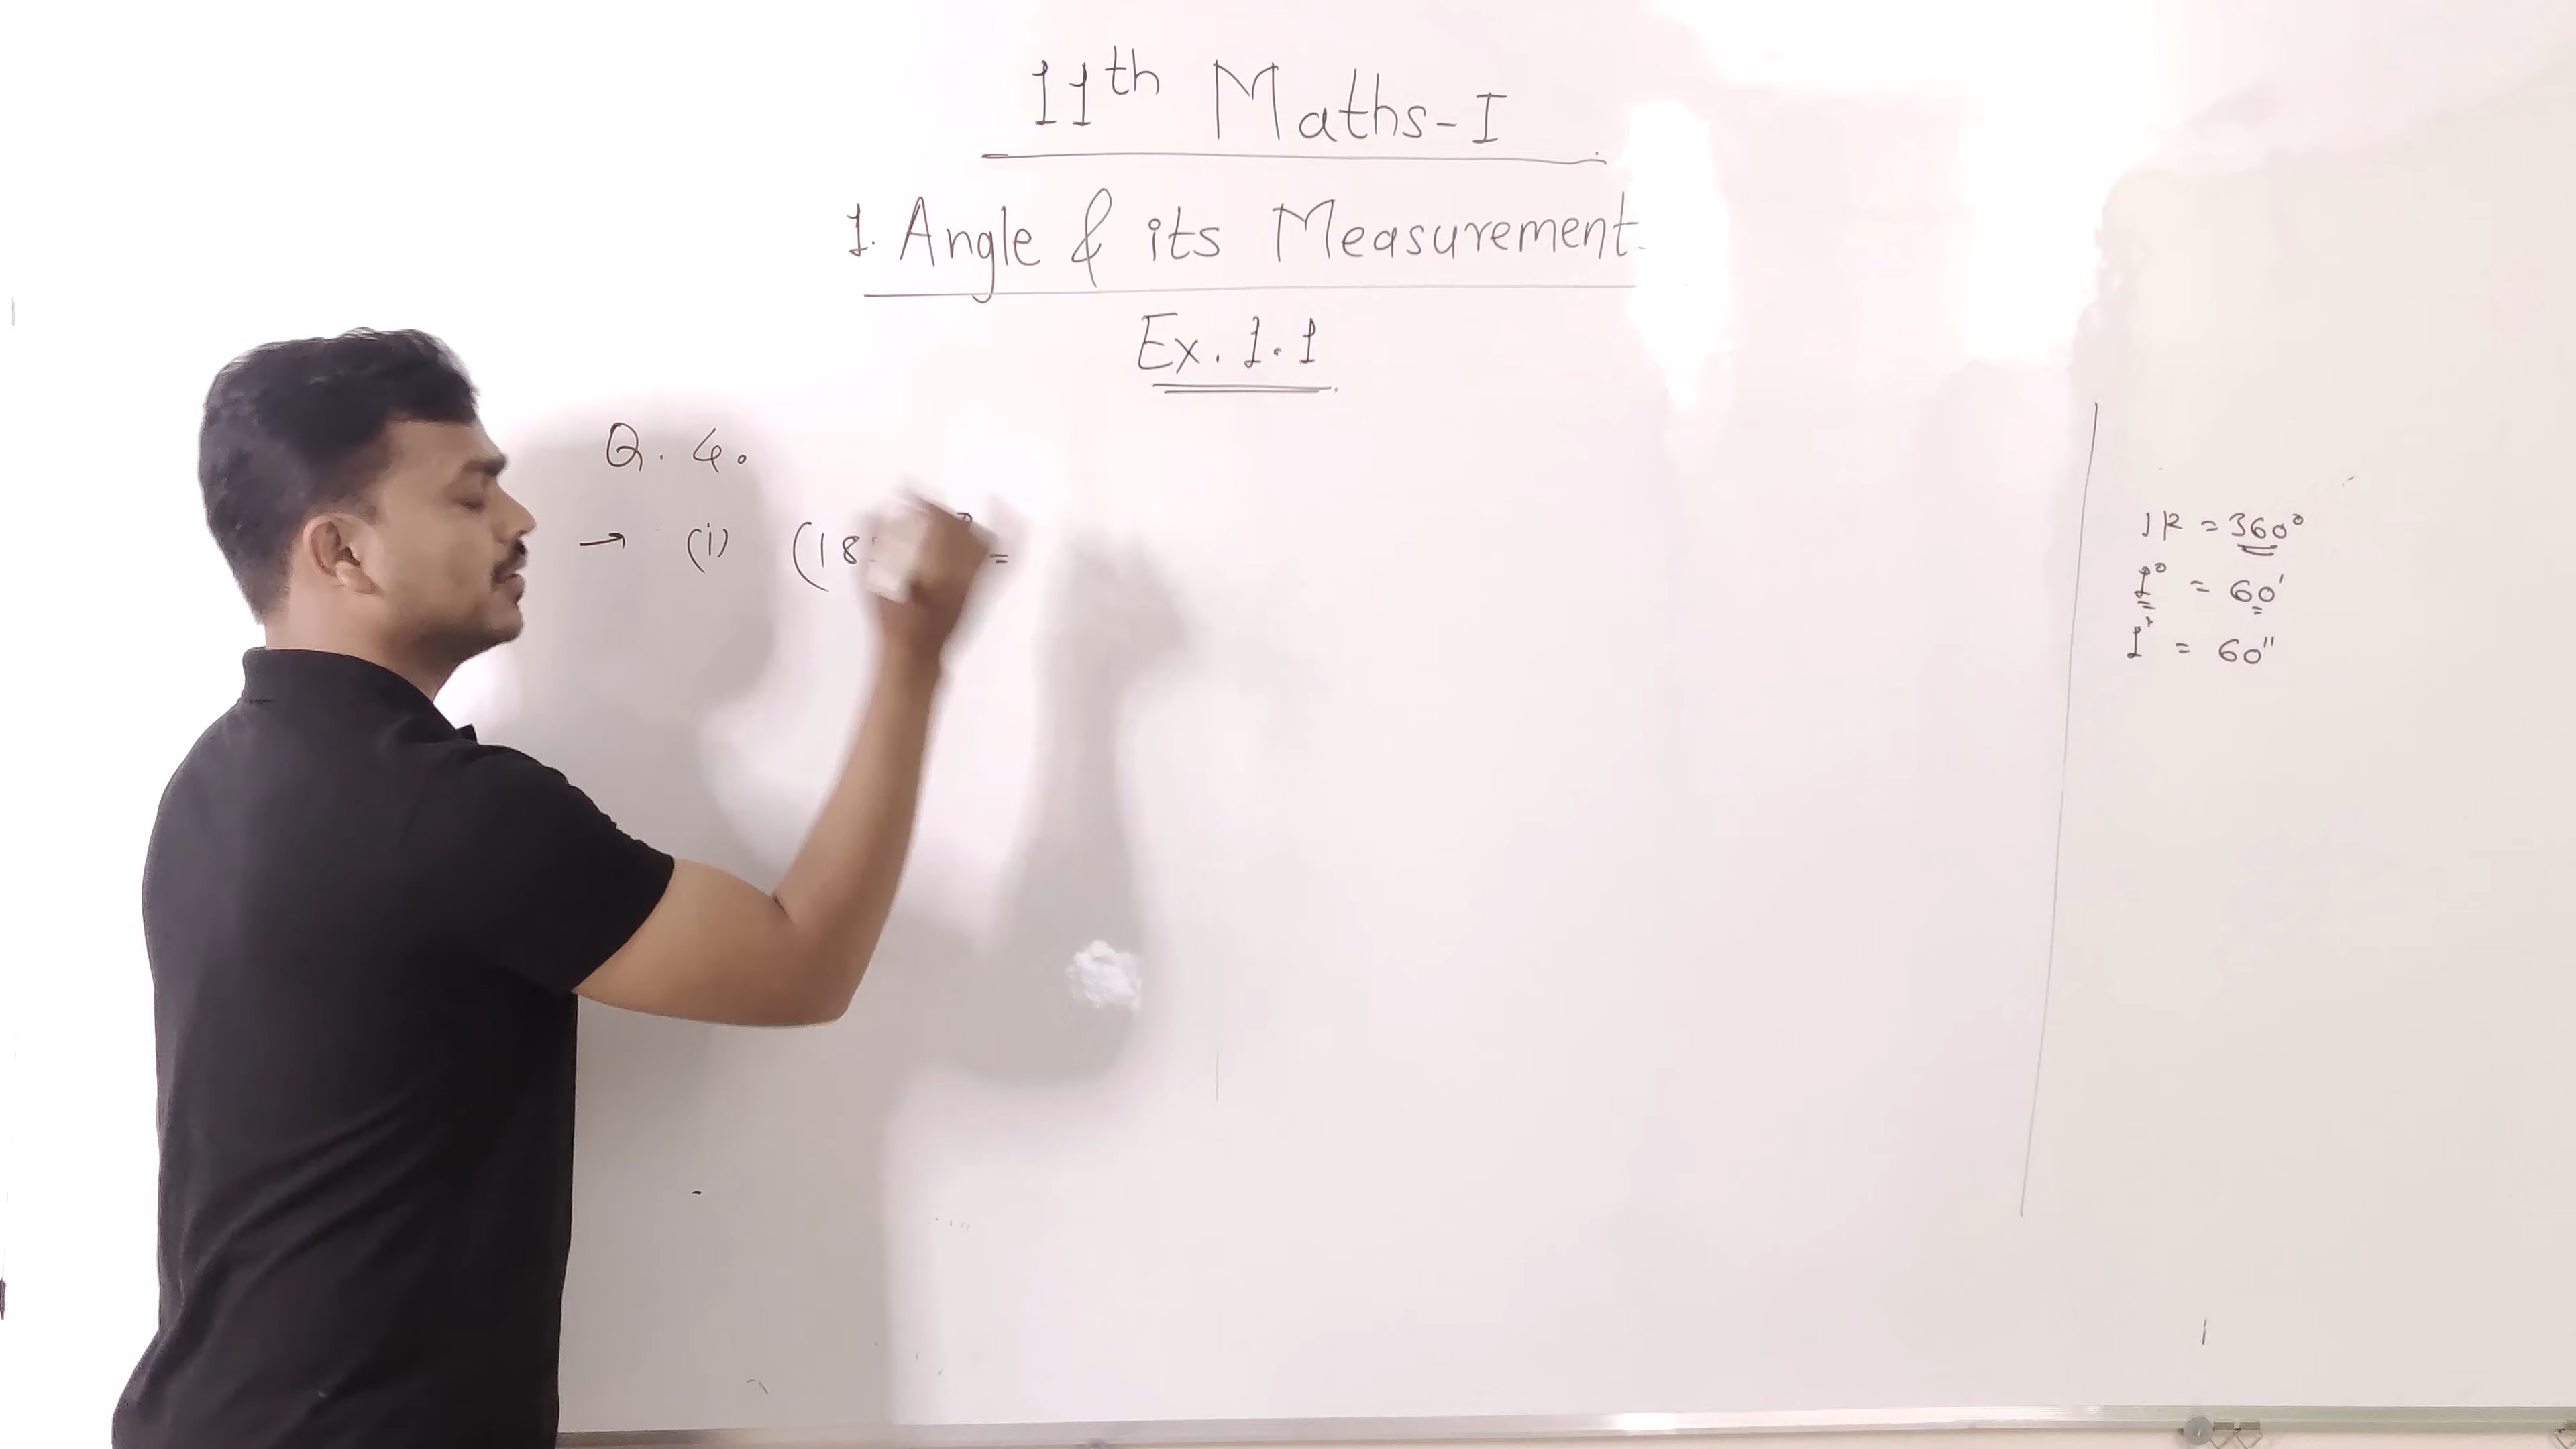 11th Maths-I
1. Angle & its Measurement.
Ex. 1.1
Q. 4.
→ (i) (18 =
1R = 360°
1° = 60'
1' = 60"